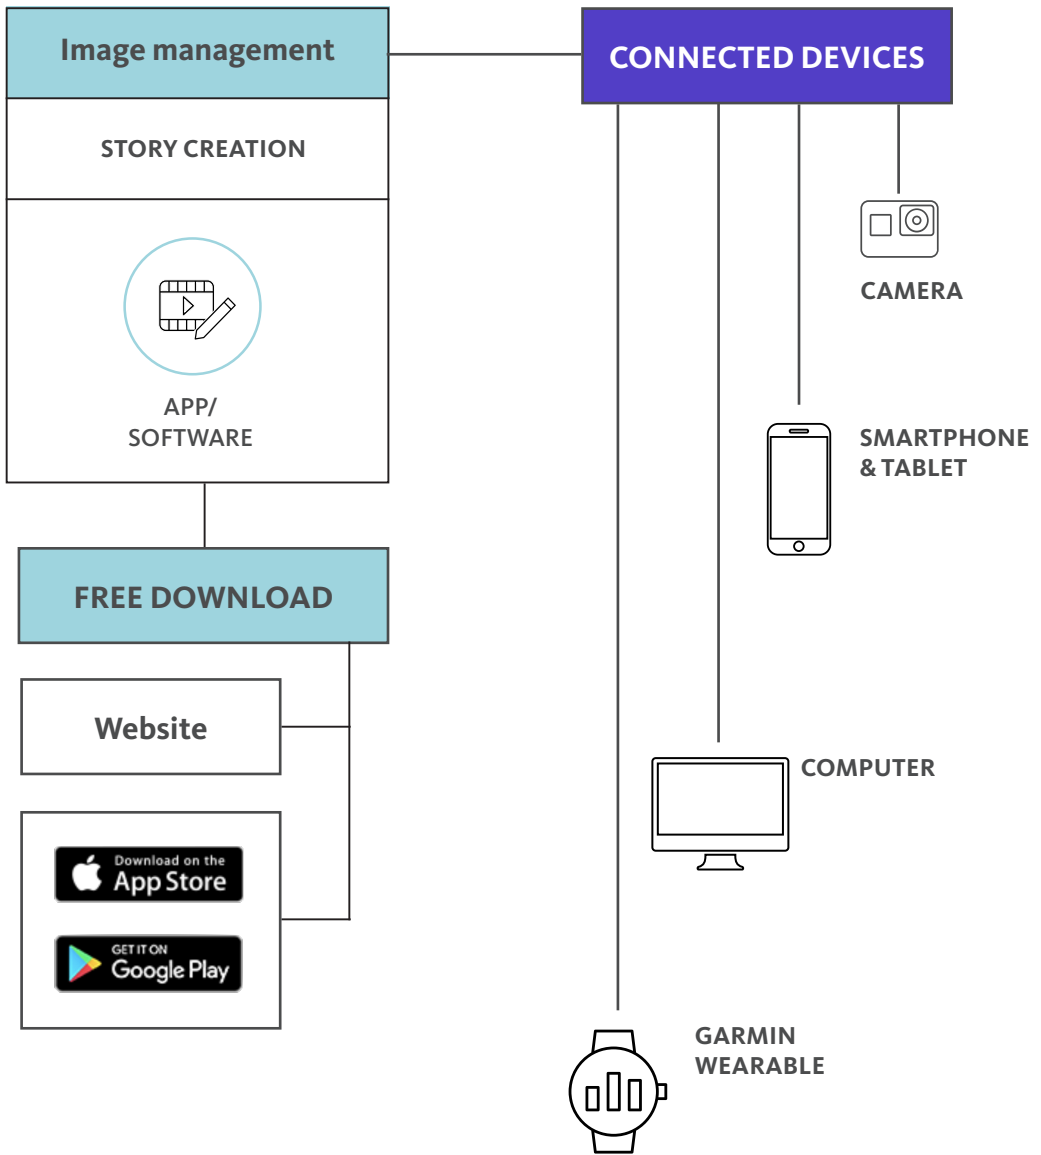 Image management
STORY CREATION
APP/
SOFTWARE
FREE DOWNLOAD
Website
Download on the
App Store
GET IT ON
Google Play
CONNECTED DEVICES
CAMERA
SMARTPHONE
& TABLET
COMPUTER
GARMIN
WEARABLE